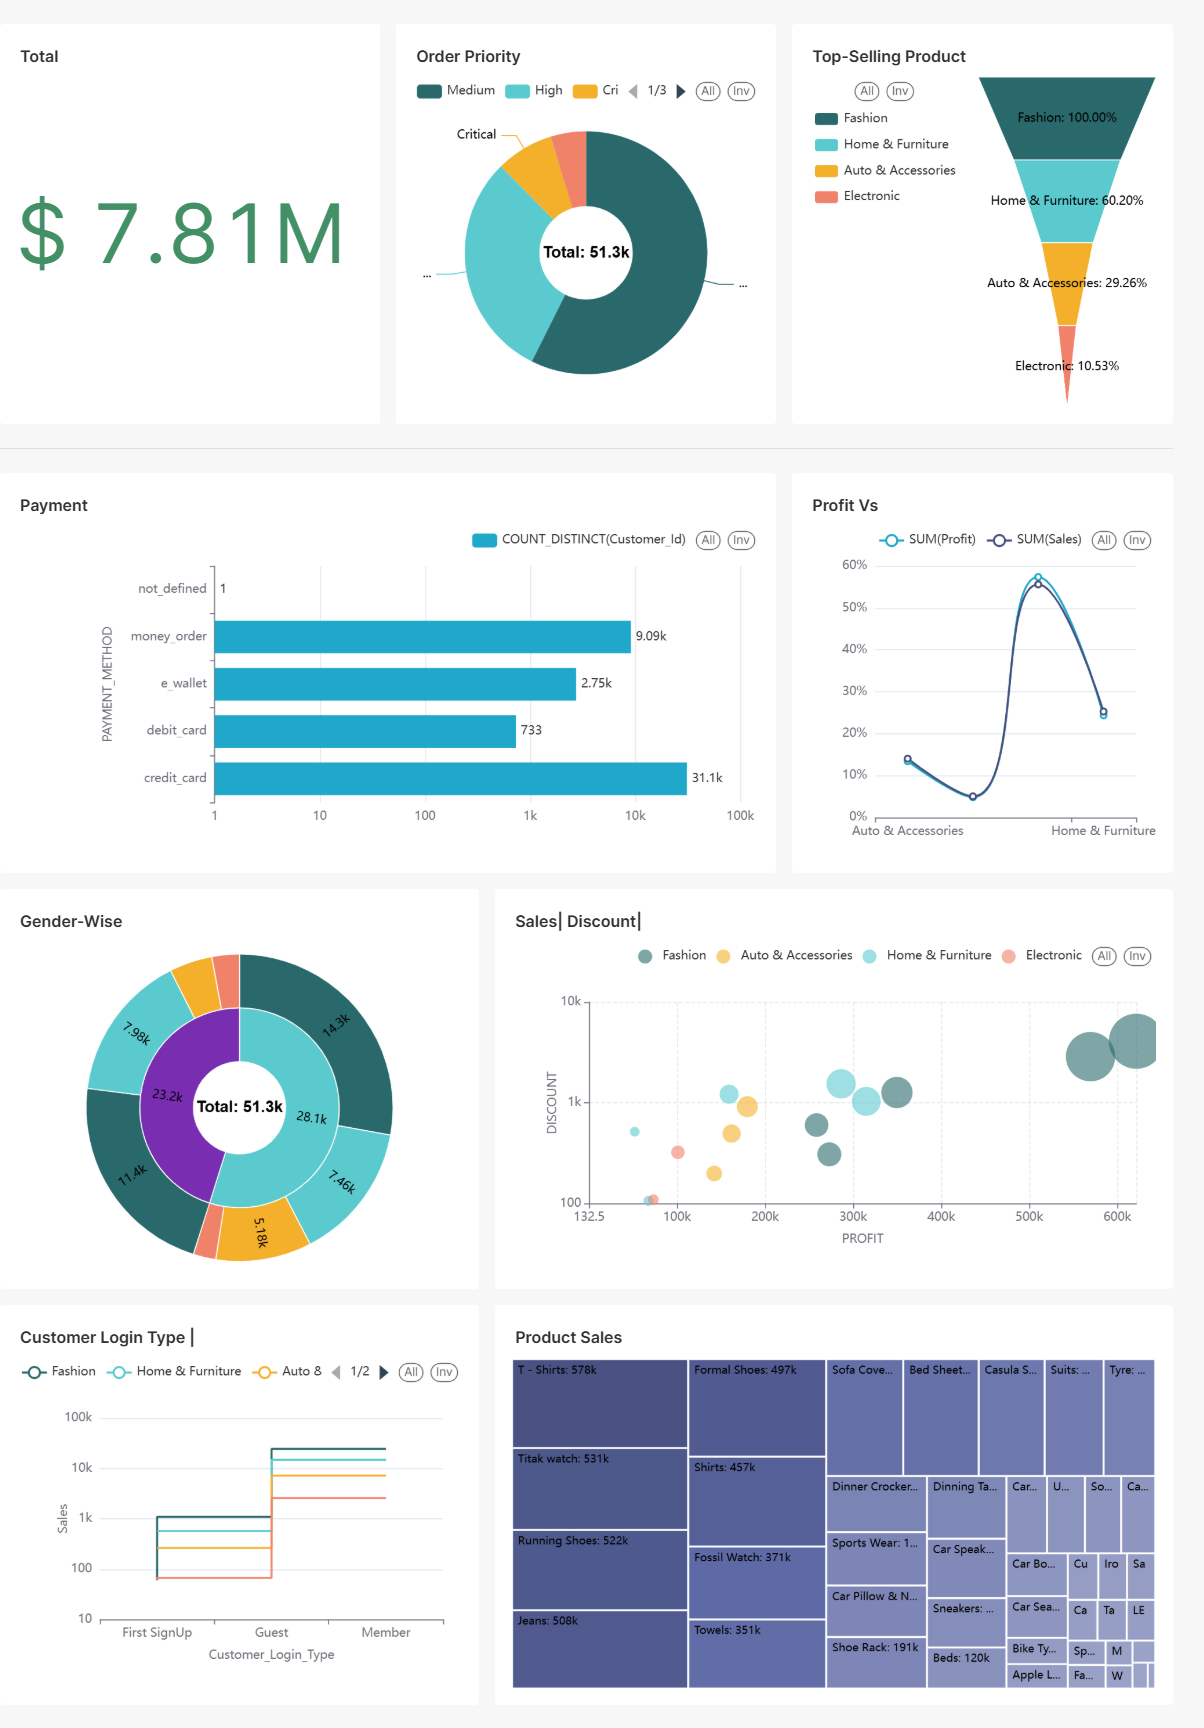 Total
$ 7.81M
Order Priority
Medium High Cri 1/3 All Inv
Critical
Total: 51.3k
...
...
Top-Selling Product
All Inv
Fashion
Home & Furniture
Auto & Accessories
Electronic
Fashion: 100.00%
Home & Furniture: 60.20%
Auto & Accessories: 29.26%
Electronic: 10.53%
Payment
COUNT_DISTINCT(Customer_Id) All Inv
PAYMENT_METHOD
not_defined 1
money_order 9.09k
e_wallet 2.75k
debit_card 733
credit_card 31.1k
1 10 100 1k 10k 100k
Profit Vs
SUM(Profit) SUM(Sales) All Inv
60%
50%
40%
30%
20%
10%
0%
Auto & Accessories Home & Furniture
Gender-Wise
14.3k
7.98k
23.2k
Total: 51.3k
28.1k
11.4k
7.46k
5.18k
Sales| Discount|
Fashion Auto & Accessories Home & Furniture Electronic All Inv
DISCOUNT
10k
1k
100
132.5 100k 200k 300k 400k 500k 600k
PROFIT
Customer Login Type |
Fashion Home & Furniture Auto & 1/2 All Inv
Sales
100k
10k
1k
100
10
First SignUp Guest Member
Customer_Login_Type
Product Sales
T - Shirts: 578k
Titak watch: 531k
Running Shoes: 522k
Jeans: 508k
Formal Shoes: 497k
Shirts: 457k
Fossil Watch: 371k
Towels: 351k
Sofa Cove...
Bed Sheet...
Casula S...
Suits: ...
Tyre: ...
Dinner Crocker...
Sports Wear: 1...
Car Pillow & N...
Shoe Rack: 191k
Dinning Ta...
Car Speak...
Sneakers: ...
Beds: 120k
Car...
U...
So...
Ca...
Car Bo...
Car Sea...
Bike Ty...
Apple L...
Cu
Iro
Sa
Ca
Ta
LE
Sp...
M
Fa...
W